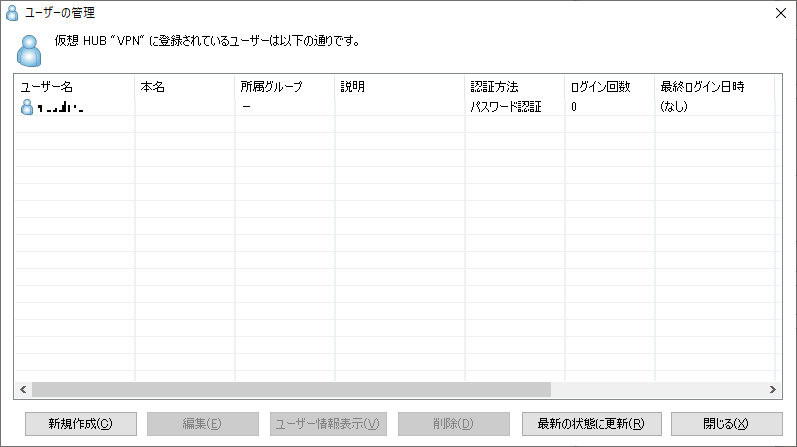 ユーザーの管理
仮想 HUB "VPN" に登録されているユーザーは以下の通りです。
ユーザー名 本名 所属グループ 説明 認証方法 ログイン回数 最終ログイン日時
－ パスワード認証 0 (なし)
新規作成(C) 編集(E) ユーザー情報表示(V) 削除(D) 最新の状態に更新(R) 閉じる(X)